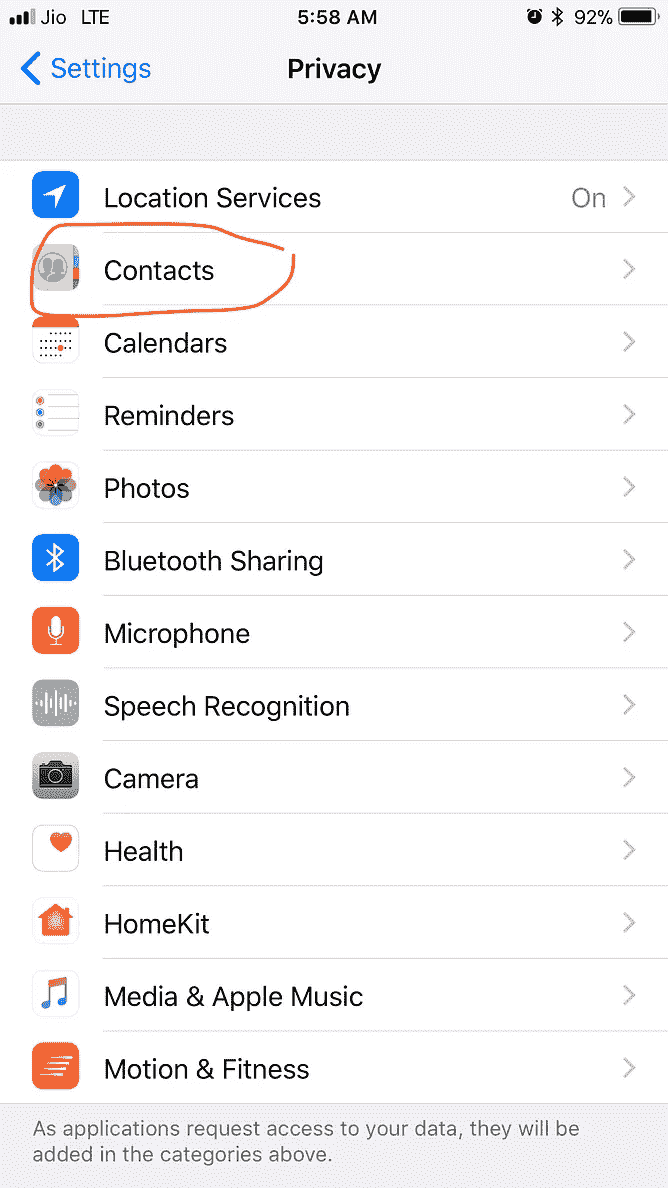 Jio LTE 5:58 AM 92%
Settings Privacy
Location Services On
Contacts
Calendars
Reminders
Photos
Bluetooth Sharing
Microphone
Speech Recognition
Camera
Health
HomeKit
Media & Apple Music
Motion & Fitness
As applications request access to your data, they will be
added in the categories above.